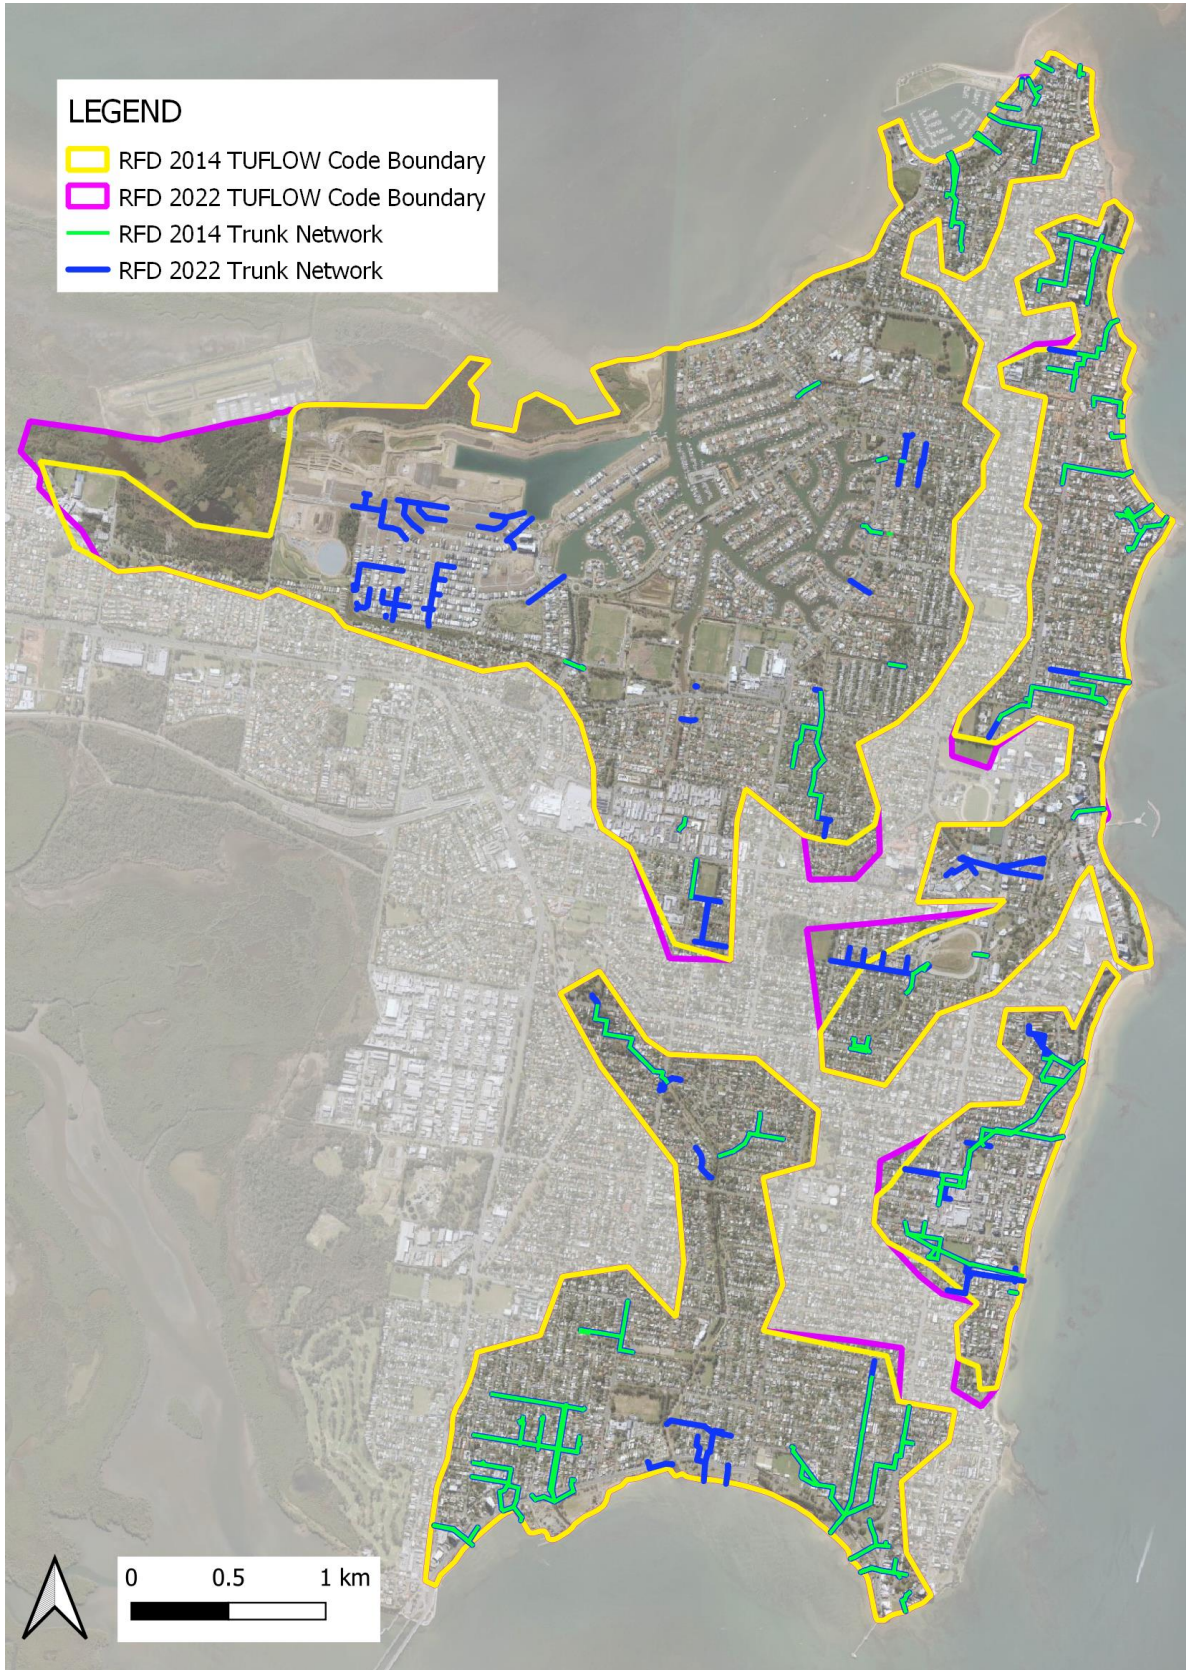 LEGEND
RFD 2014 TUFLOW Code Boundary
RFD 2022 TUFLOW Code Boundary
RFD 2014 Trunk Network
RFD 2022 Trunk Network
0 0.5 1 km